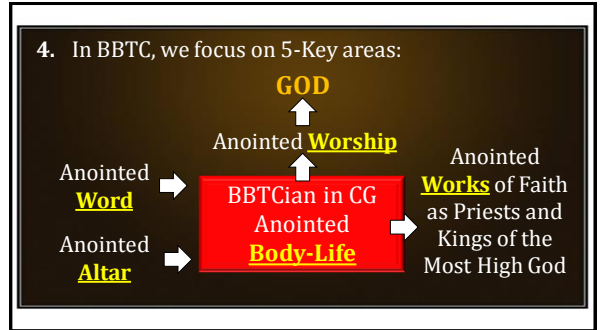 4. In BBTC, we focus on 5-Key areas:
GOD
Anointed Worship
Anointed
Word
Anointed
Altar
BBTCian in CG
Anointed
Body-Life
Anointed
Works of Faith
as Priests and
Kings of the
Most High God